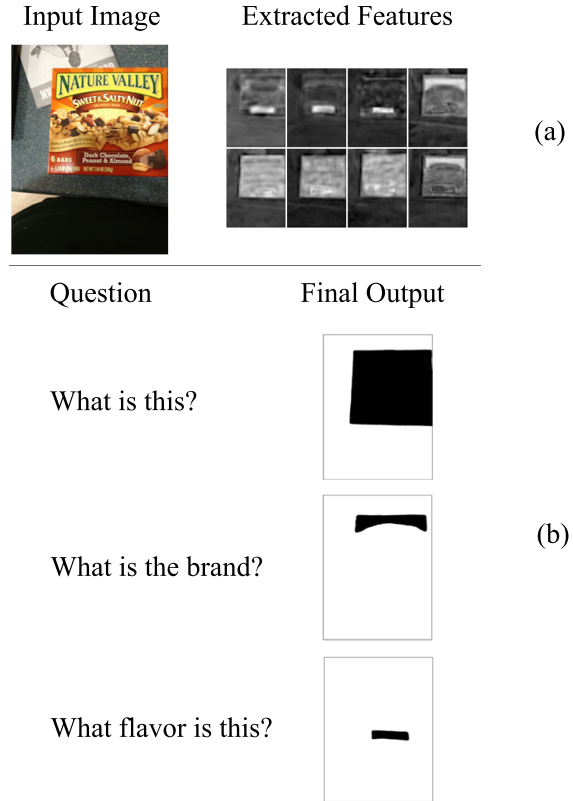 Input Image
Extracted Features
NATURE VALLEY
SWEET & SALTY NUT
6 BARS
Dark Chocolate,
Peanut & Almond
(a)
Question
Final Output
What is this?
What is the brand?
(b)
What flavor is this?